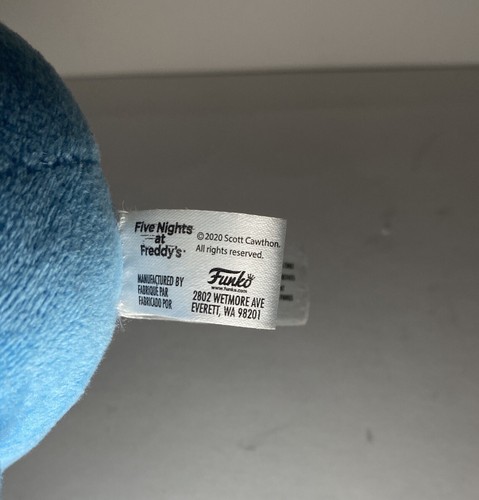 Five Nights
at
Freddy's
©2020 Scott Cawthon.
All rights reserved.
MANUFACTURED BY
FABRIQUÉ PAR
FABRICADO POR
Funko
www.funko.com
2802 WETMORE AVE
EVERETT, WA 98201